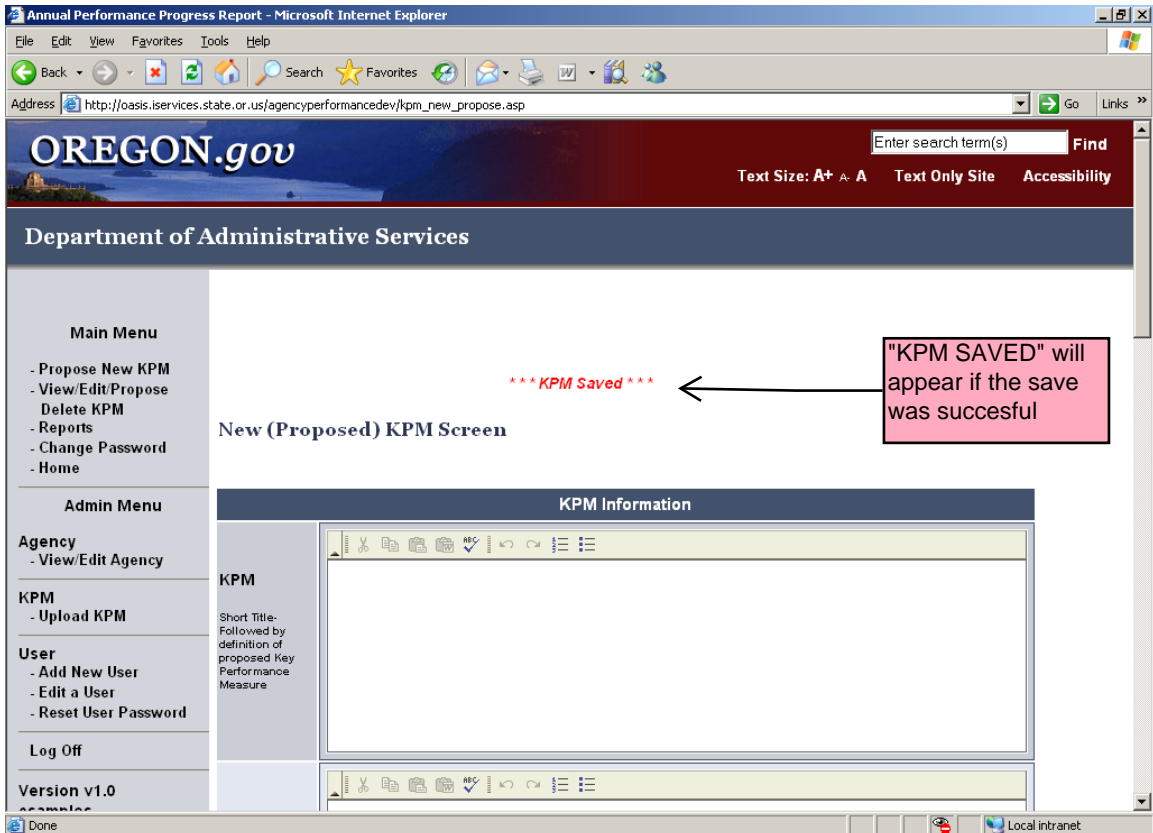 Annual Performance Progress Report - Microsoft Internet Explorer
File Edit View Favorites Tools Help
Back Search Favorites
Address http://oasis.iservices.state.or.us/agencyperformancedev/kpm_new_propose.asp Go Links »
OREGON.gov
Enter search term(s) Find
Text Size: A+ A- A Text Only Site Accessibility
Department of Administrative Services
Main Menu
- Propose New KPM
- View/Edit/Propose
Delete KPM
- Reports
- Change Password
- Home
Admin Menu
Agency
- View/Edit Agency
KPM
- Upload KPM
User
- Add New User
- Edit a User
- Reset User Password
Log Off
Version v1.0
* * * KPM Saved * * *
"KPM SAVED" will
appear if the save
was succesful
New (Proposed) KPM Screen
KPM Information
KPM
Short Title-
Followed by
definition of
proposed Key
Performance
Measure
Done Local intranet